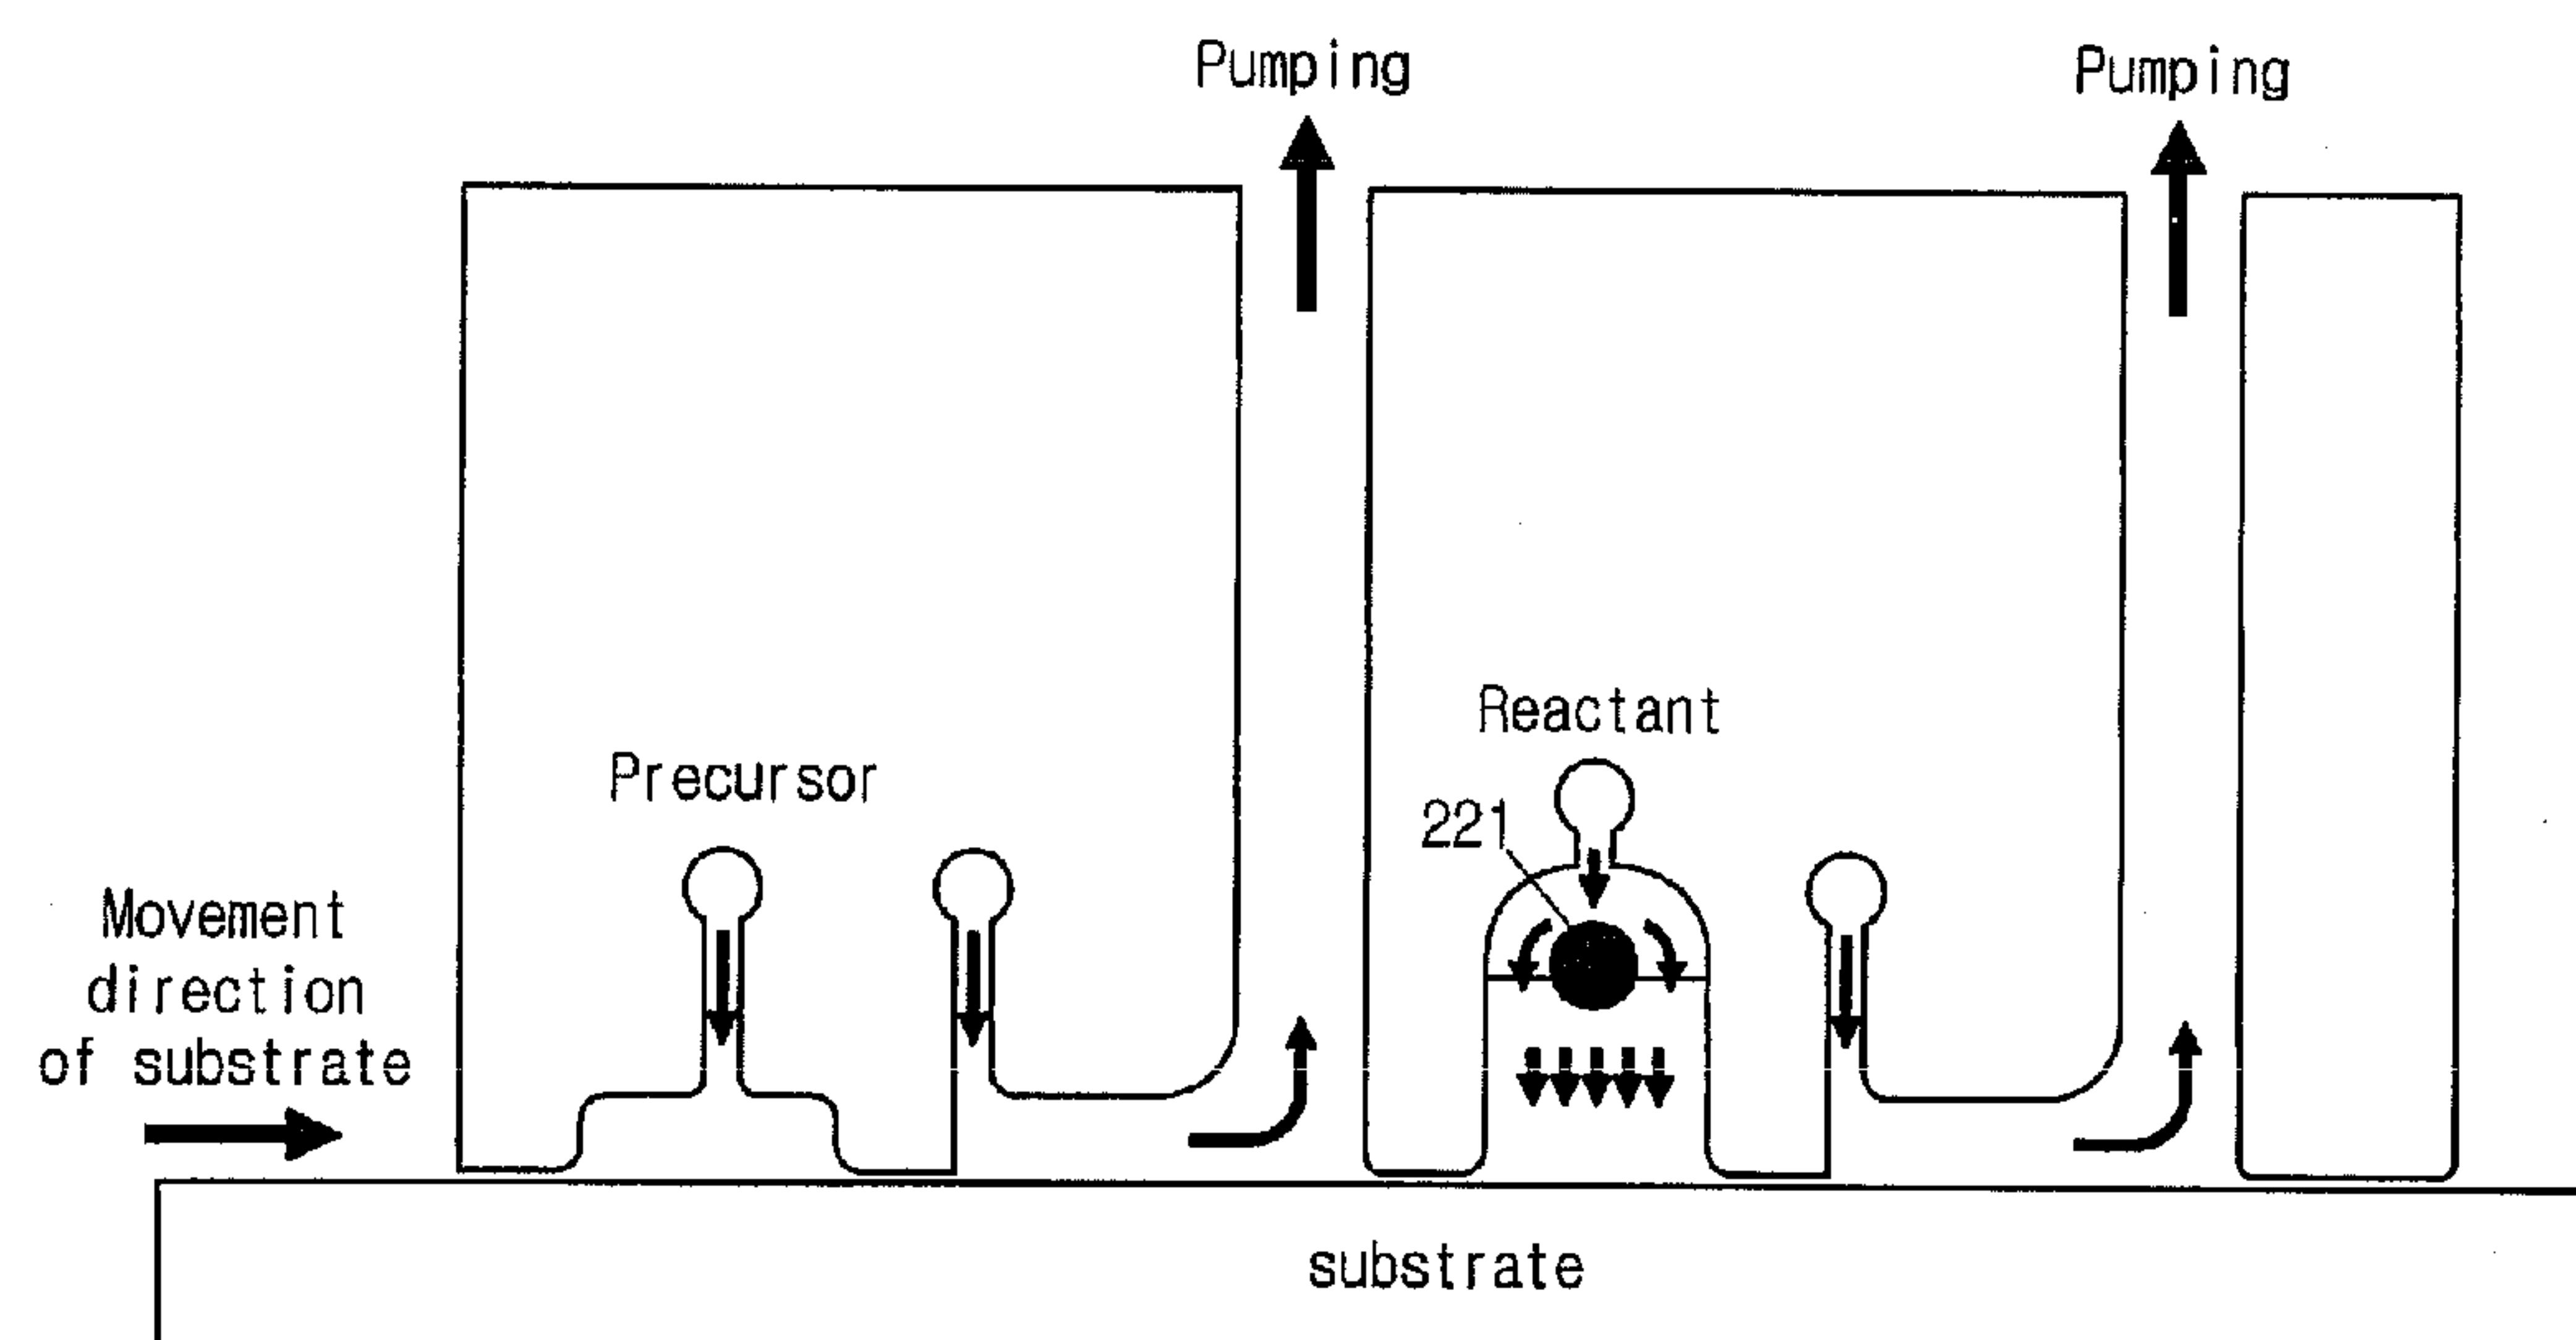 Pumping
Pumping
Reactant
Precursor
221
Movement
direction
of substrate
substrate